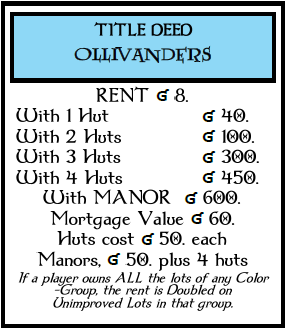 TITLE DEED
OLLIVANDERS
RENT ɠ 8.
With 1 Hut ɠ 40.
With 2 Huts ɠ 100.
With 3 Huts ɠ 300.
With 4 Huts ɠ 450.
With MANOR ɠ 600.
Mortgage Value ɠ 60.
Huts cost ɠ 50. each
Manors, ɠ 50. plus 4 huts
If a player owns ALL the lots of any Color
-Group, the rent is Doubled on
Unimproved Lots in that group.